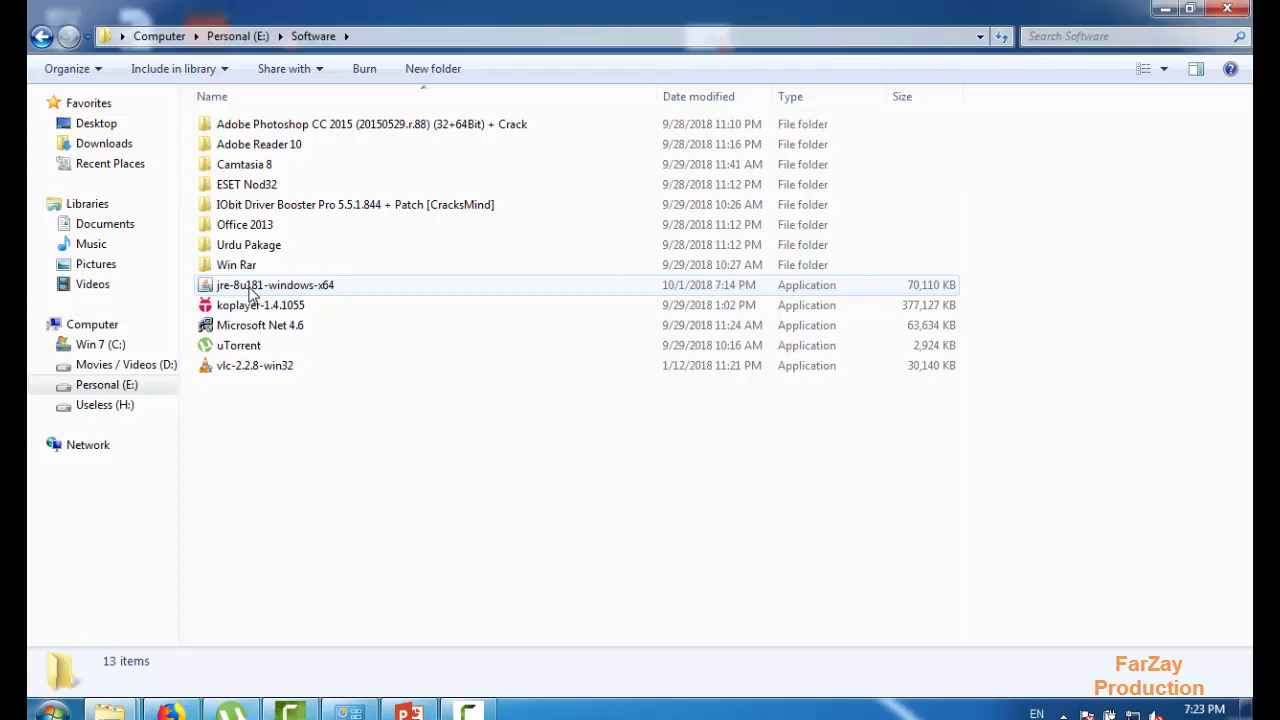 Computer Personal (E:) Software
Search Software
Organize Include in library Share with Burn New folder
Name Date modified Type Size
Favorites
Desktop
Downloads
Recent Places
Libraries
Documents
Music
Pictures
Videos
Computer
Win 7 (C:)
Movies / Videos (D:)
Personal (E:)
Useless (H:)
Network
Adobe Photoshop CC 2015 (20150529.r.88) (32+64Bit) + Crack 9/28/2018 11:10 PM File folder
Adobe Reader 10 9/28/2018 11:16 PM File folder
Camtasia 8 9/29/2018 11:41 AM File folder
ESET Nod32 9/28/2018 11:12 PM File folder
IObit Driver Booster Pro 5.5.1.844 + Patch [CracksMind] 9/29/2018 10:26 AM File folder
Office 2013 9/28/2018 11:12 PM File folder
Urdu Pakage 9/28/2018 11:12 PM File folder
Win Rar 9/29/2018 10:27 AM File folder
jre-8u181-windows-x64 10/1/2018 7:14 PM Application 70,110 KB
koplayer-1.4.1055 9/29/2018 1:02 PM Application 377,127 KB
Microsoft Net 4.6 9/29/2018 11:24 AM Application 63,634 KB
uTorrent 9/29/2018 10:16 AM Application 2,924 KB
vlc-2.2.8-win32 1/12/2018 11:21 PM Application 30,140 KB
13 items
FarZay
Production
EN 7:23 PM